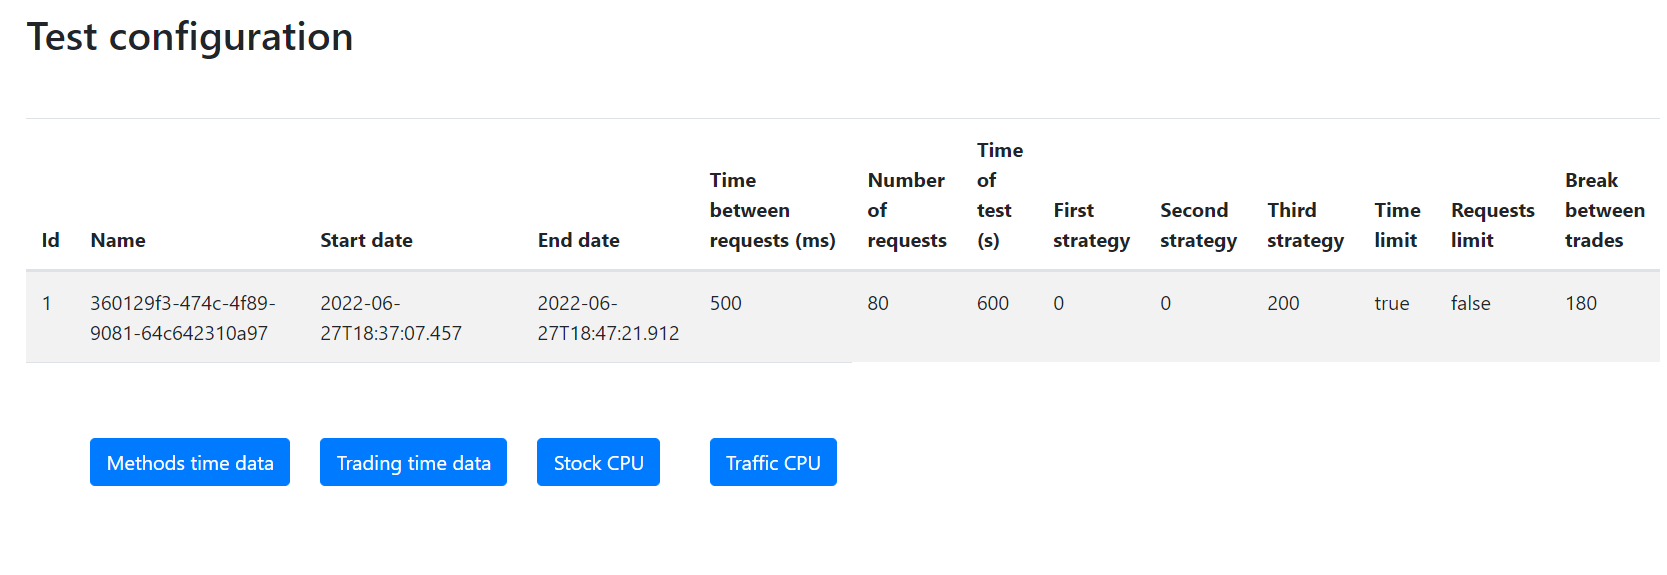 Test configuration
Id Name Start date End date Time between requests (ms) Number of requests Time of test (s) First strategy Second strategy Third strategy Time limit Requests limit Break between trades
1 360129f3-474c-4f89-9081-64c642310a97 2022-06-27T18:37:07.457 2022-06-27T18:47:21.912 500 80 600 0 0 200 true false 180
Methods time data Trading time data Stock CPU Traffic CPU